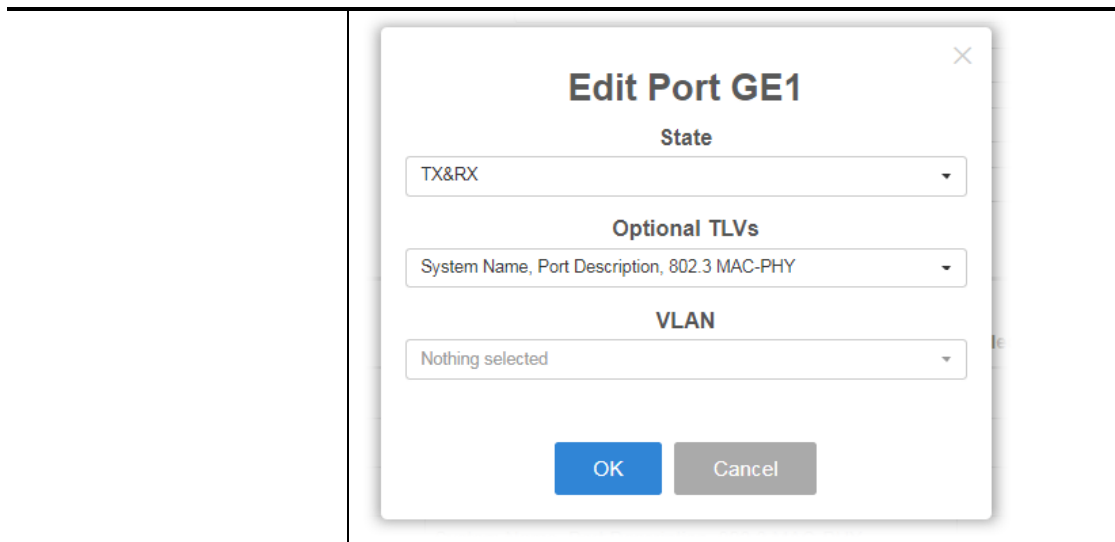 Edit Port GE1
State
TX&RX
Optional TLVs
System Name, Port Description, 802.3 MAC-PHY
VLAN
Nothing selected
OK
Cancel